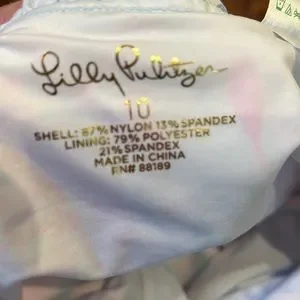 Lilly Pulitzer
10
SHELL: 87% NYLON 13% SPANDEX
LINING: 79% POLYESTER
21% SPANDEX
MADE IN CHINA
RN# 88189